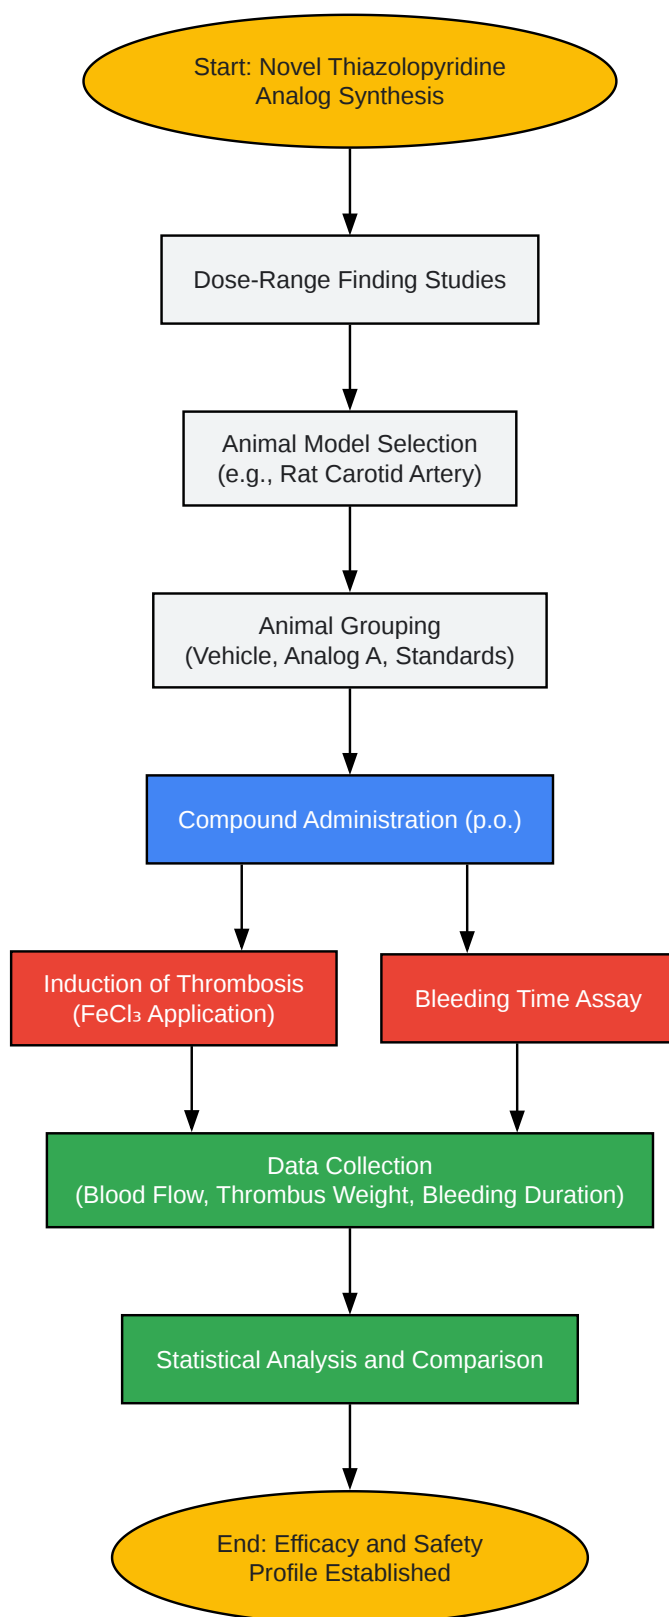 Start: Novel Thiazolopyridine
Analog Synthesis
Dose-Range Finding Studies
Animal Model Selection
(e.g., Rat Carotid Artery)
Animal Grouping
(Vehicle, Analog A, Standards)
Compound Administration (p.o.)
Induction of Thrombosis
(FeCl₃ Application)
Bleeding Time Assay
Data Collection
(Blood Flow, Thrombus Weight, Bleeding Duration)
Statistical Analysis and Comparison
End: Efficacy and Safety
Profile Established